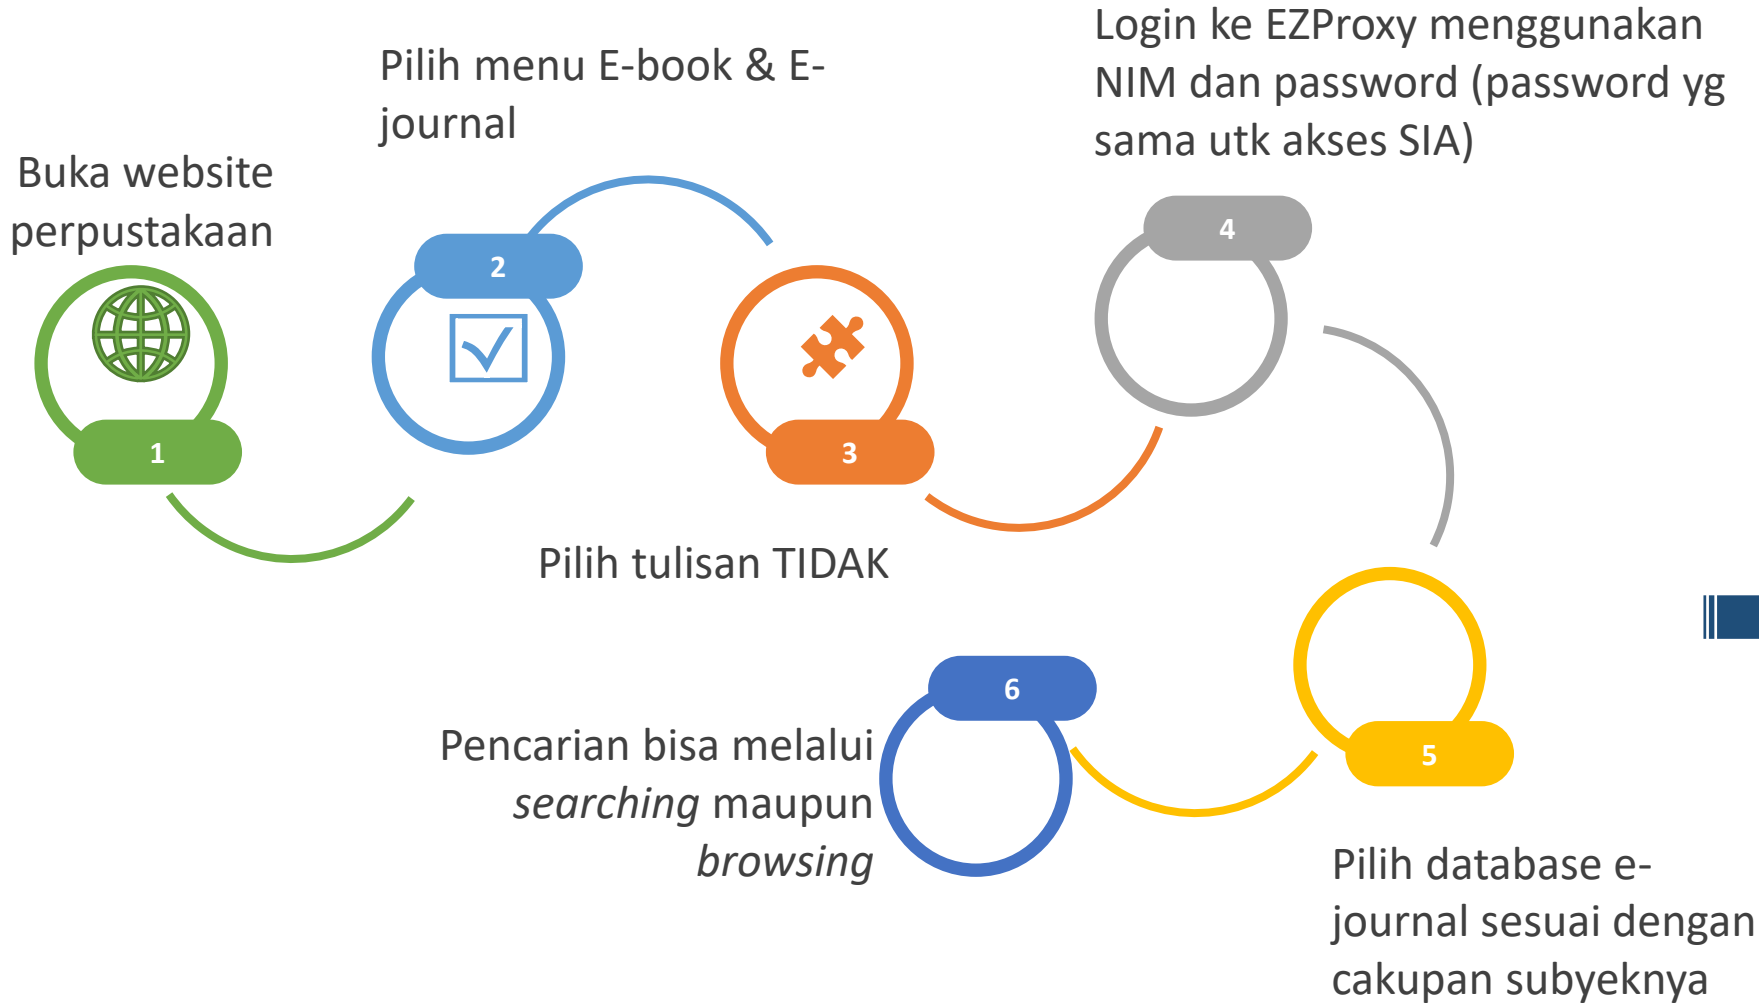 Buka website
perpustakaan
1
Pilih menu E-book & E-
journal
2
3
Pilih tulisan TIDAK
Login ke EZProxy menggunakan
NIM dan password (password yg
sama utk akses SIA)
4
5
Pilih database e-
journal sesuai dengan
cakupan subyeknya
6
Pencarian bisa melalui
searching maupun
browsing